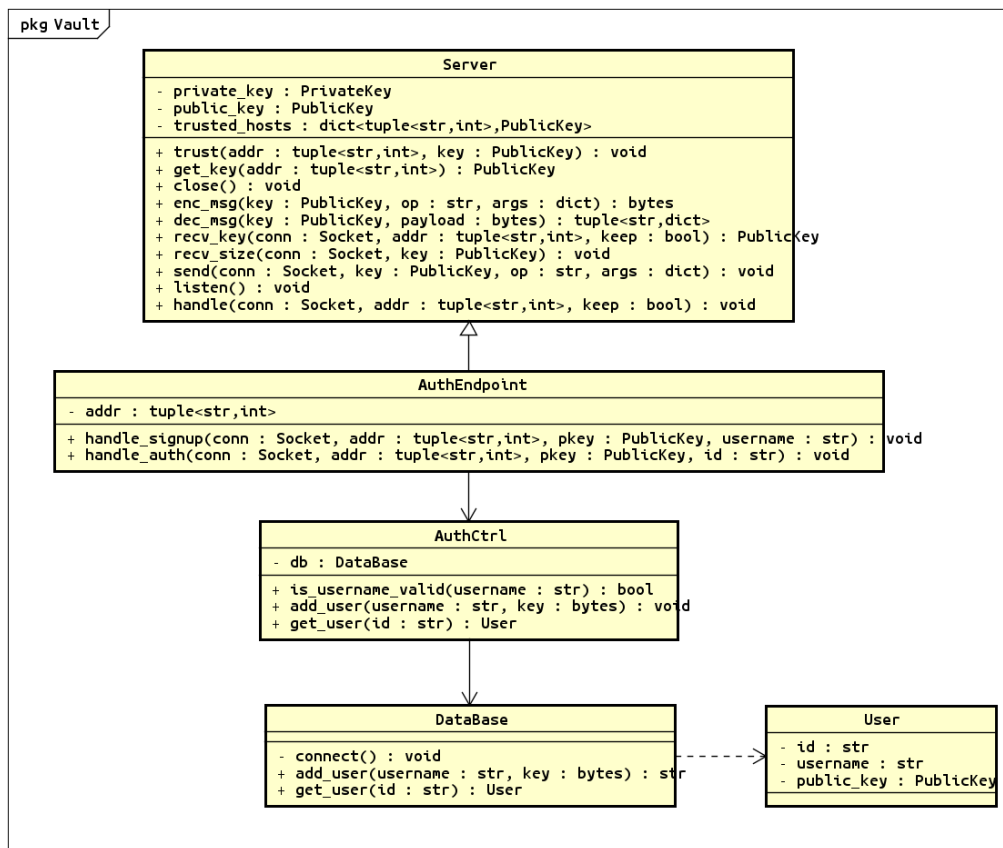 pkg Vault
Server
- private_key : PrivateKey
- public_key : PublicKey
- trusted_hosts : dict<tuple<str,int>,PublicKey>
+ trust(addr : tuple<str,int>, key : PublicKey) : void
+ get_key(addr : tuple<str,int>) : PublicKey
+ close() : void
+ enc_msg(key : PublicKey, op : str, args : dict) : bytes
+ dec_msg(key : PublicKey, payload : bytes) : tuple<str,dict>
+ recv_key(conn : Socket, addr : tuple<str,int>, keep : bool) : PublicKey
+ recv_size(conn : Socket, key : PublicKey) : void
+ send(conn : Socket, key : PublicKey, op : str, args : dict) : void
+ listen() : void
+ handle(conn : Socket, addr : tuple<str,int>, keep : bool) : void
AuthEndpoint
- addr : tuple<str,int>
+ handle_signup(conn : Socket, addr : tuple<str,int>, pkey : PublicKey, username : str) : void
+ handle_auth(conn : Socket, addr : tuple<str,int>, pkey : PublicKey, id : str) : void
AuthCtrl
- db : DataBase
+ is_username_valid(username : str) : bool
+ add_user(username : str, key : bytes) : void
+ get_user(id : str) : User
DataBase
- connect() : void
+ add_user(username : str, key : bytes) : str
+ get_user(id : str) : User
User
- id : str
- username : str
- public_key : PublicKey